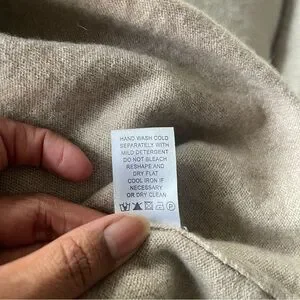 HAND WASH COLD
SEPARATELY WITH
MILD DETERGENT
DO NOT BLEACH
RESHAPE AND
DRY FLAT
COOL IRON IF
NECESSARY
OR DRY CLEAN
P